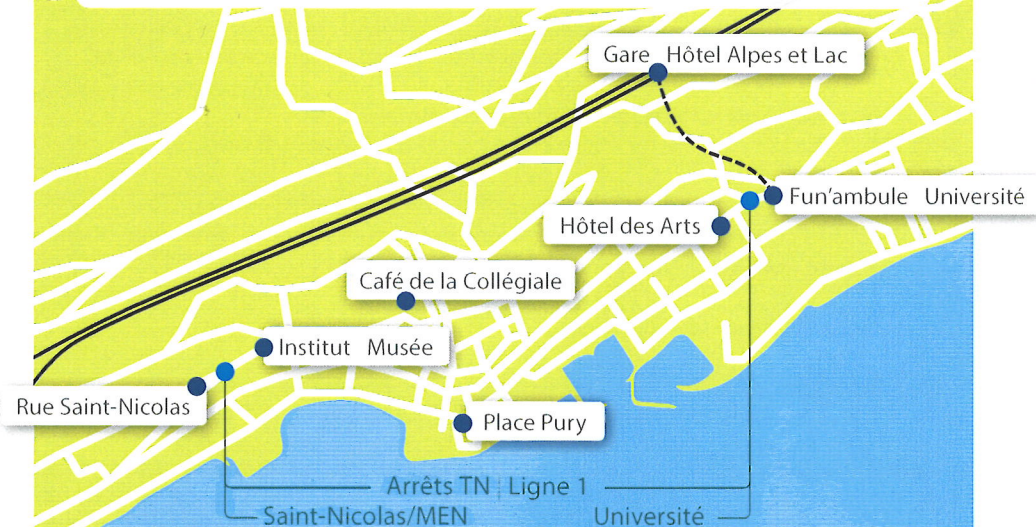 Gare Hôtel Alpes et Lac
Fun'ambule Université
Hôtel des Arts
Café de la Collégiale
Institut Musée
Rue Saint-Nicolas
Place Pury
Arrêts TN | Ligne 1
Saint-Nicolas/MEN
Université